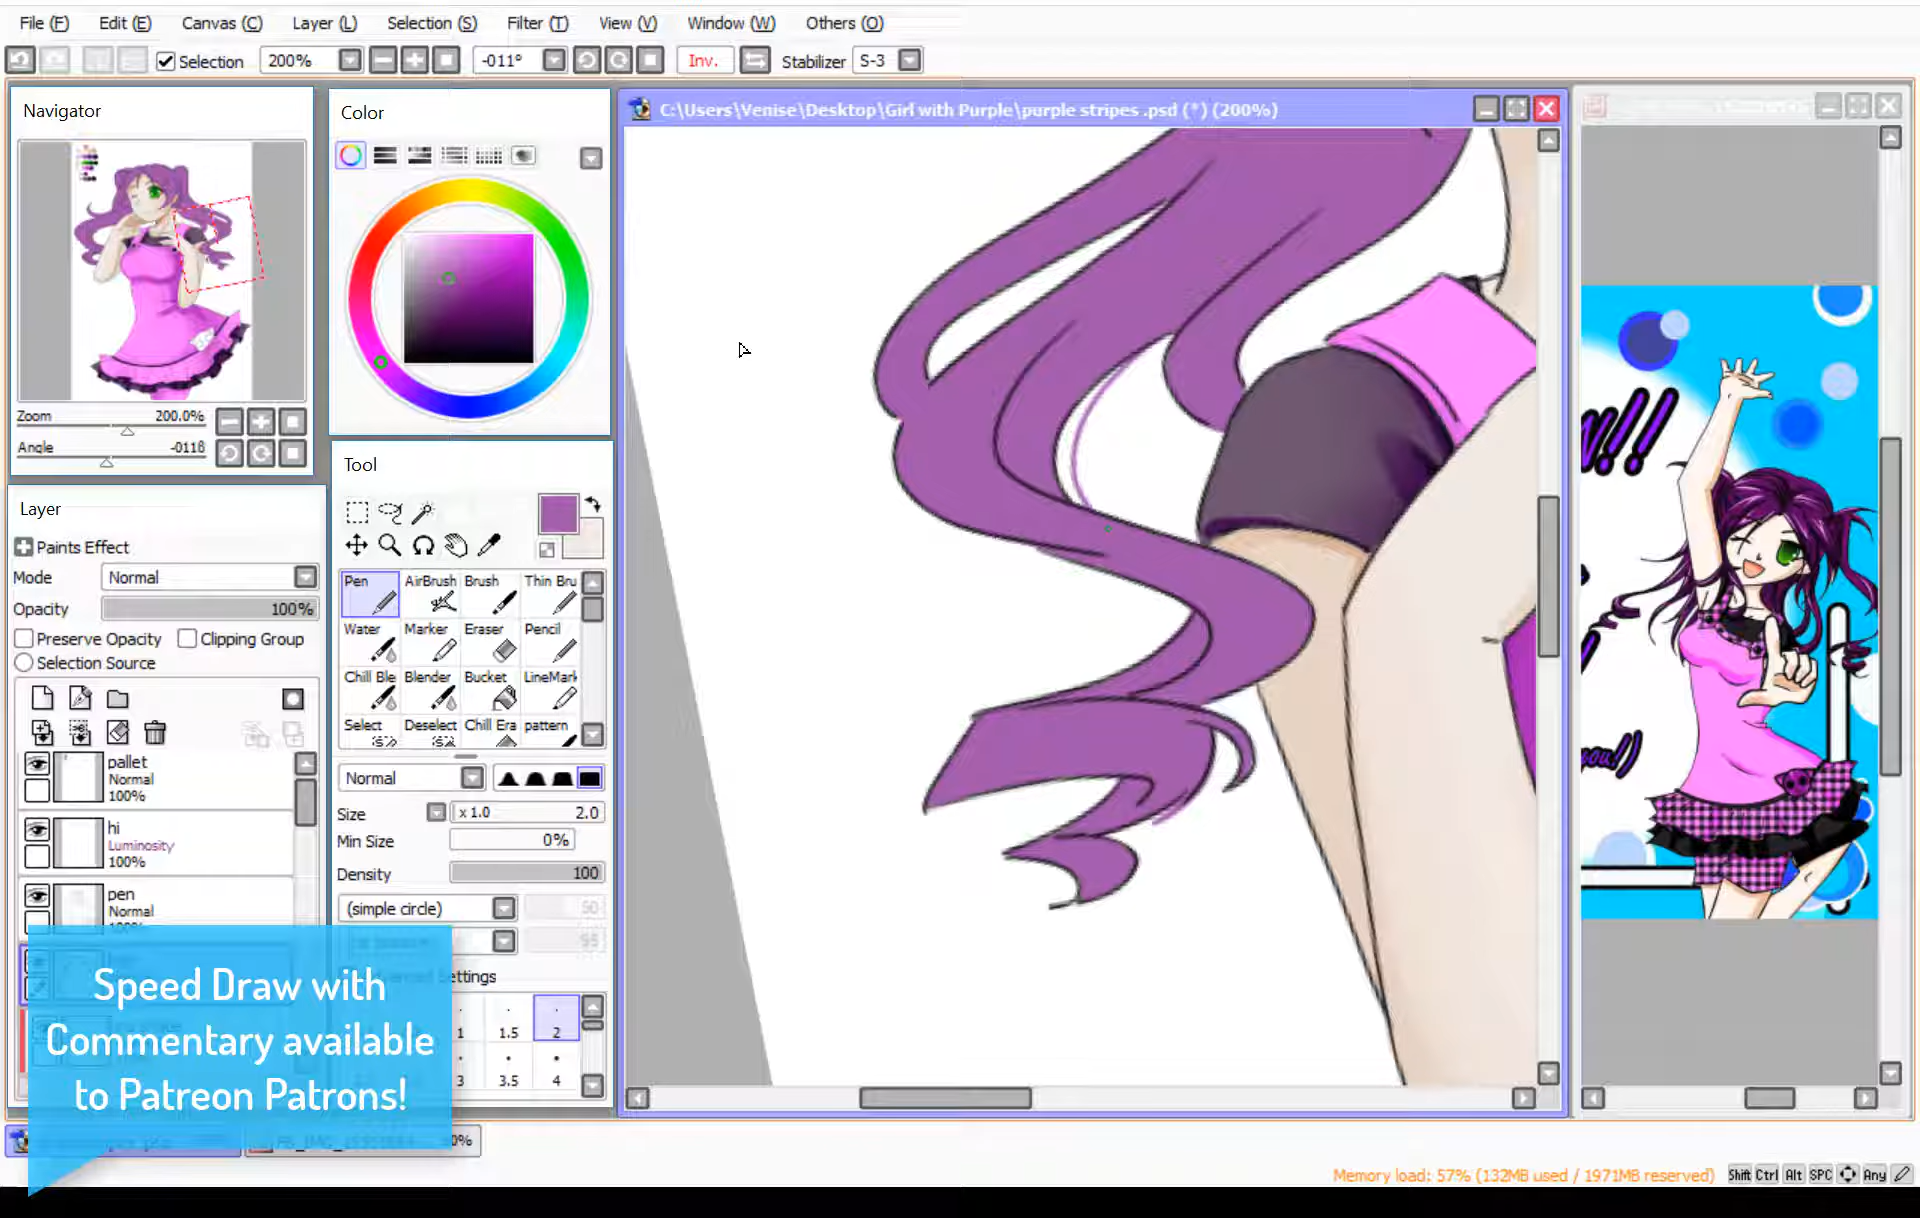 File (F) Edit (E) Canvas (C) Layer (L) Selection (S) Filter (T) View (V) Window (W) Others (O)
Selection 200% -011° Inv. Stabilizer S-3
Navigator
Zoom 200.0%
Angle -011ß
Color
C:\Users\Venise\Desktop\Girl with Purple\purple stripes .psd (*) (200%)
Layer
Paints Effect
Mode Normal
Opacity 100%
Preserve Opacity Clipping Group
Selection Source
pallet
Normal
100%
hi
Luminosity
100%
pen
Normal
Tool
Pen AirBrush Brush Thin Bru
Water Marker Eraser Pencil
Chill Ble Blender Bucket LineMark
Select Deselect Chill Era pattern
Normal
Size x 1.0 2.0
Min Size 0%
Density 100
(simple circle) 50
95
ettings
1 1.5 2
3 3.5 4
Speed Draw with
Commentary available
to Patreon Patrons!
!!
you!)
Memory load: 57% (132MB used / 1971MB reserved) Shift Ctrl Alt SPC Any